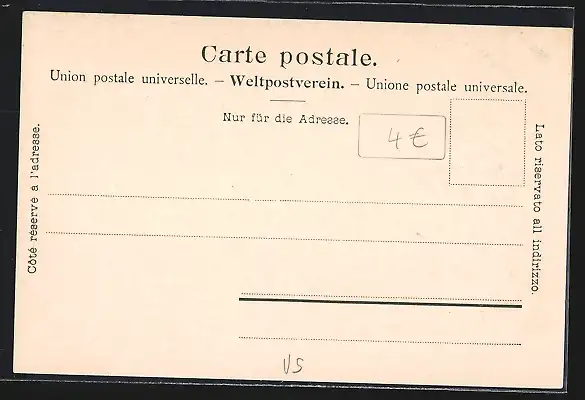 Carte postale.
Union postale universelle. – Weltpostverein. – Unione postale universale.
Nur für die Adresse.
4 €
Côté réservé a l'adresse.
Lato riservato all indirizzo.
VS